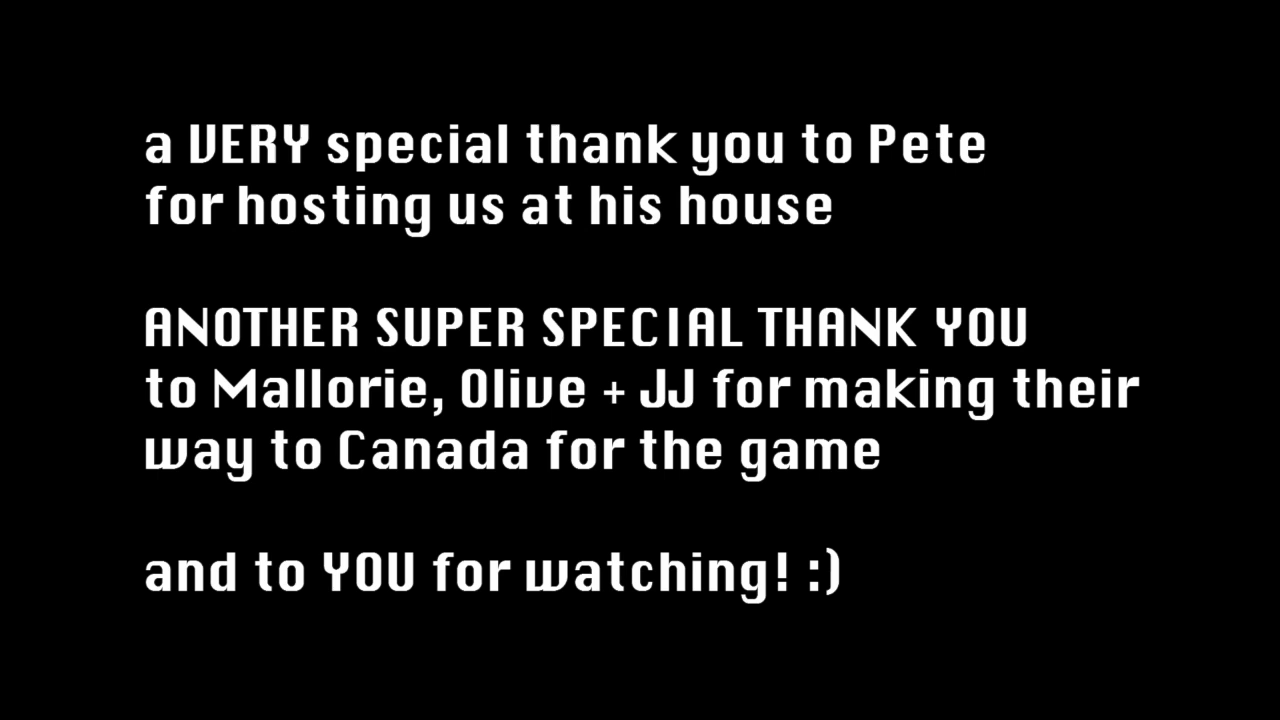 a VERY special thank you to Pete
for hosting us at his house
ANOTHER SUPER SPECIAL THANK YOU
to Mallorie, Olive + JJ for making their
way to Canada for the game
and to YOU for watching! :)